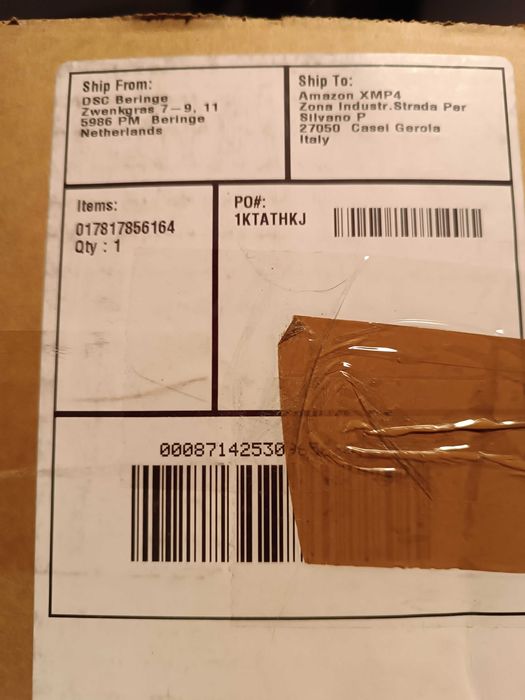 Ship From:
DSC Beringe
Zwenkgras 7-9, 11
5986 PM Beringe
Netherlands
Ship To:
Amazon XMP4
Zona Industr.Strada Per
Silvano P
27050 Casei Gerola
Italy
Items:
017817856164
Qty : 1
PO#:
1KTATHKJ
00087142530